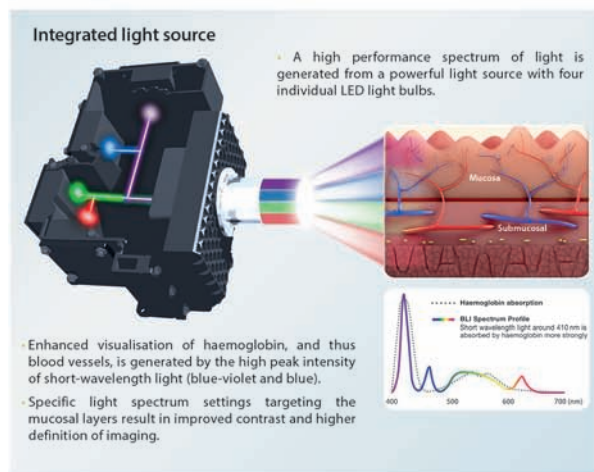 Integrated light source
• A high performance spectrum of light is
generated from a powerful light source with four
individual LED light bulbs.
Mucosa
Submucosal
Haemoglobin absorption
BLI Spectrum Profile
Short wavelength light around 410 nm is
absorbed by haemoglobin more strongly
400 500 600 700 (nm)
• Enhanced visualisation of haemoglobin, and thus
blood vessels, is generated by the high peak intensity
of short-wavelength light (blue-violet and blue).
• Specific light spectrum settings targeting the
mucosal layers result in improved contrast and higher
definition of imaging.